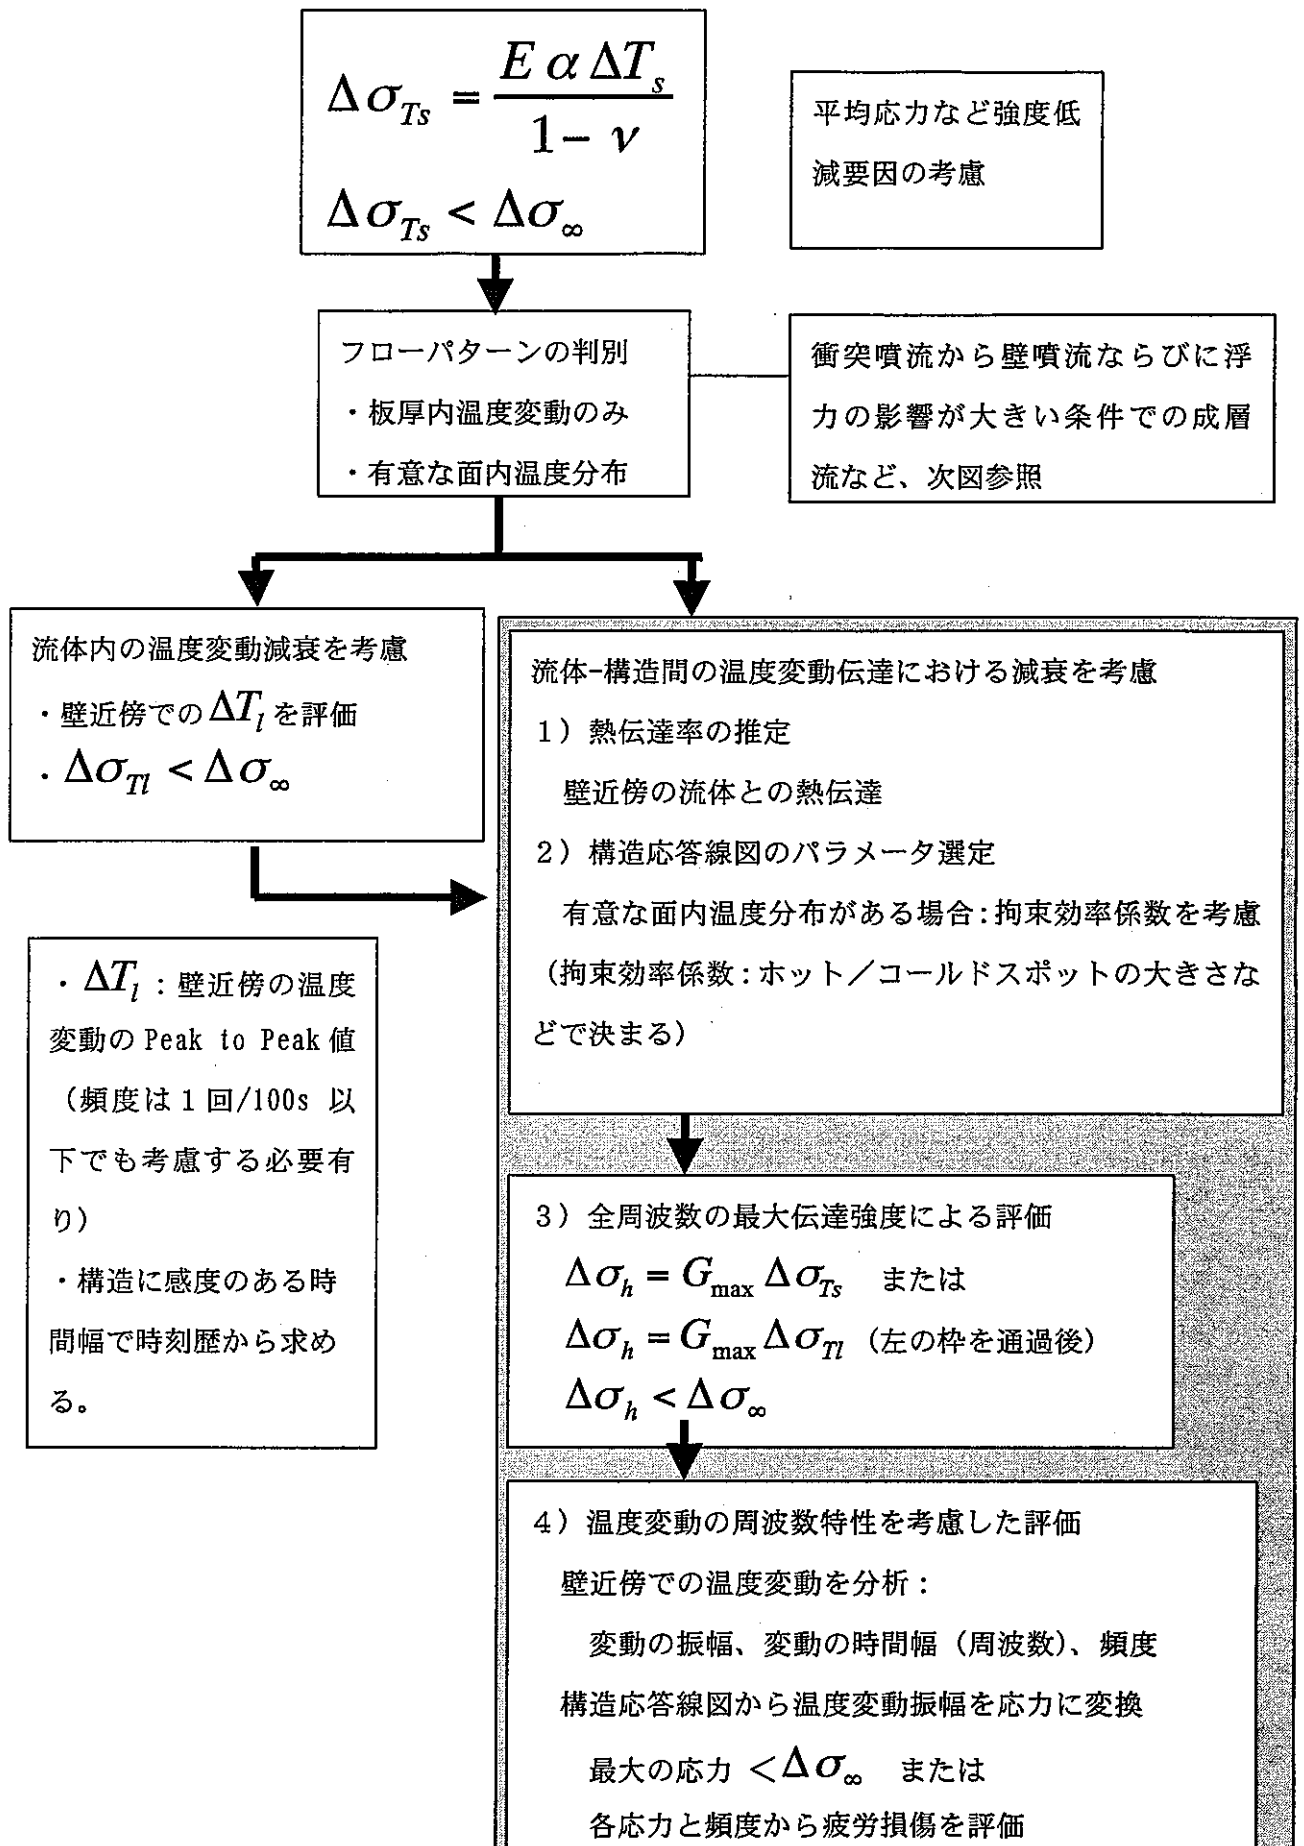 Δσ_{Ts} = \frac{E α ΔT_s}{1 − ν}
Δσ_{Ts} < Δσ_∞
平均応力など強度低
減要因の考慮
フローパターンの判別
・板厚内温度変動のみ
・有意な面内温度分布
衝突噴流から壁噴流ならびに浮
力の影響が大きい条件での成層
流など、次図参照
流体内の温度変動減衰を考慮
・壁近傍でのΔT_lを評価
・Δσ_{Tl} < Δσ_∞
流体-構造間の温度変動伝達における減衰を考慮
1）熱伝達率の推定
壁近傍の流体との熱伝達
2）構造応答線図のパラメータ選定
有意な面内温度分布がある場合：拘束効率係数を考慮
（拘束効率係数：ホット／コールドスポットの大きさな
どで決まる）
・ΔT_l：壁近傍の温度
変動の Peak to Peak 値
（頻度は 1 回/100s 以
下でも考慮する必要有
り）
・構造に感度のある時
間幅で時刻歴から求め
る。
3）全周波数の最大伝達強度による評価
Δσ_h = G_{max} Δσ_{Ts} または
Δσ_h = G_{max} Δσ_{Tl}（左の枠を通過後）
Δσ_h < Δσ_∞
4）温度変動の周波数特性を考慮した評価
壁近傍での温度変動を分析：
変動の振幅、変動の時間幅（周波数）、頻度
構造応答線図から温度変動振幅を応力に変換
最大の応力 < Δσ_∞ または
各応力と頻度から疲労損傷を評価